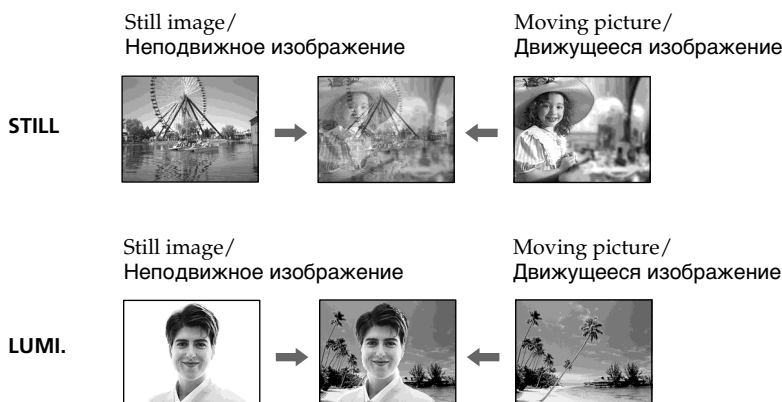 Still image/
Неподвижное изображение
Moving picture/
Движущееся изображение
STILL
Still image/
Неподвижное изображение
Moving picture/
Движущееся изображение
LUMI.